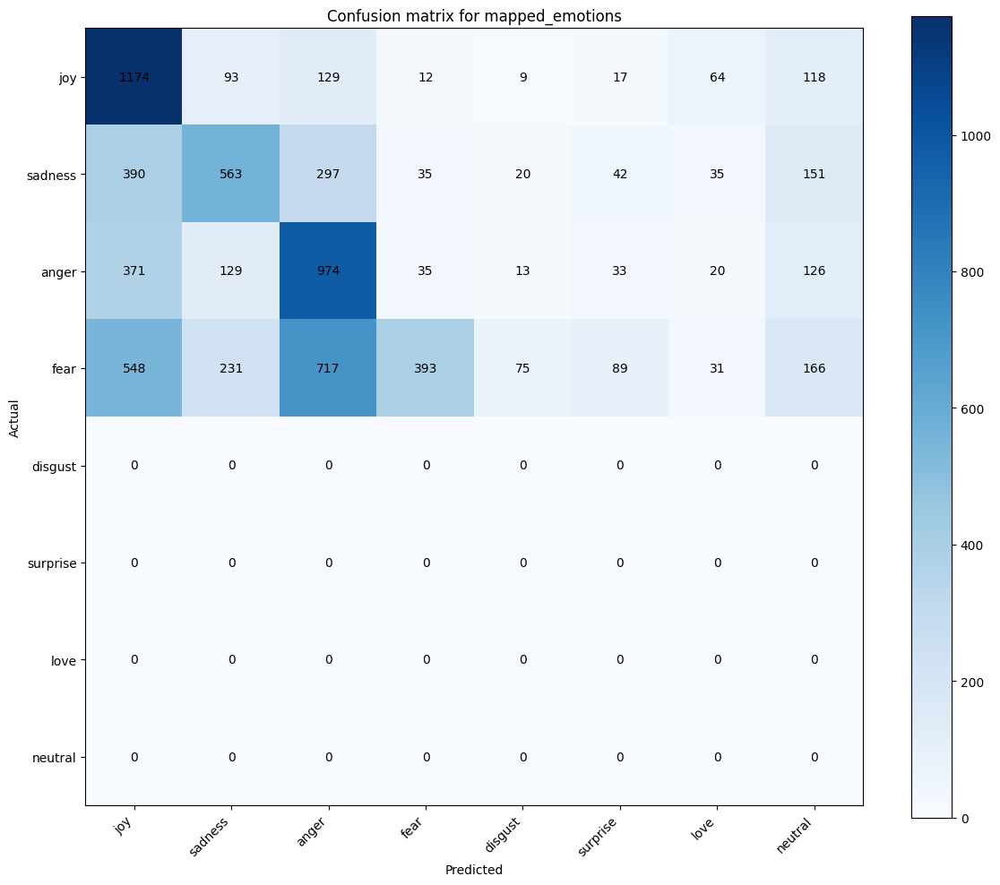 Confusion matrix for mapped_emotions
joy 1174 93 129 12 9 17 64 118
sadness 390 563 297 35 20 42 35 151
anger 371 129 974 35 13 33 20 126
fear 548 231 717 393 75 89 31 166
disgust 0 0 0 0 0 0 0 0
surprise 0 0 0 0 0 0 0 0
love 0 0 0 0 0 0 0 0
neutral 0 0 0 0 0 0 0 0
joy sadness anger fear disgust surprise love neutral
Predicted
Actual
1000
800
600
400
200
0